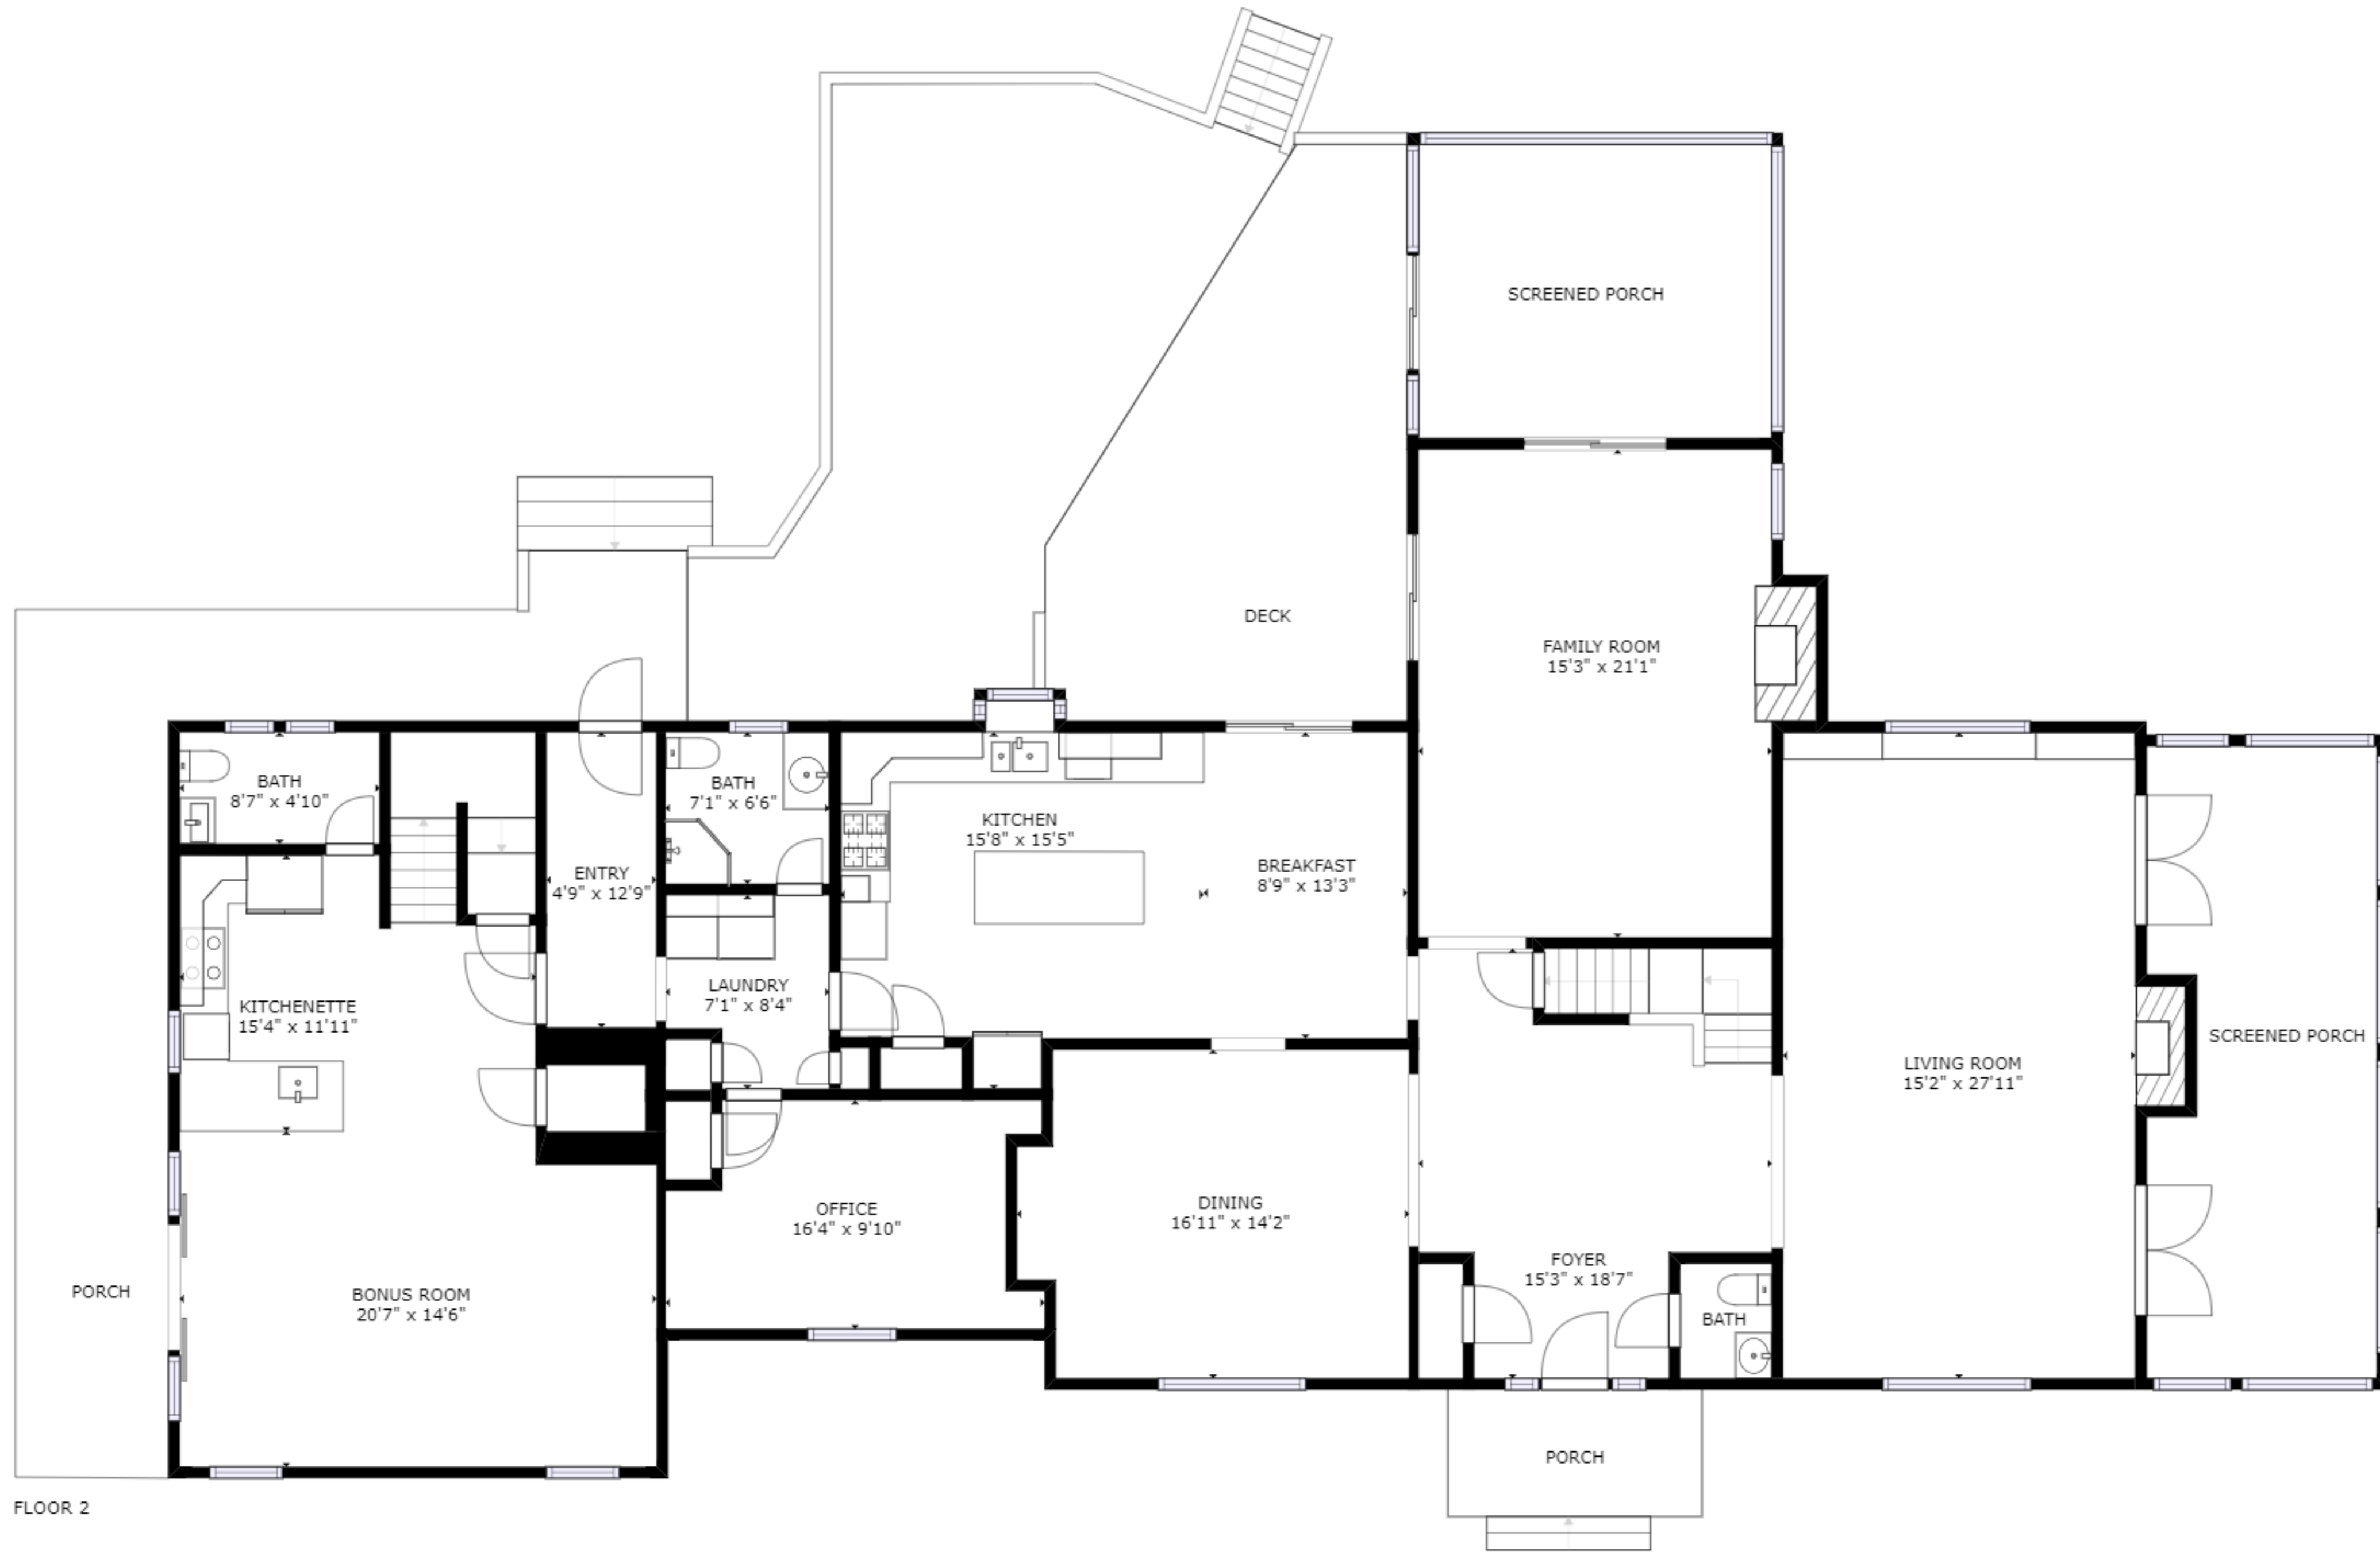 SCREENED PORCH
DECK
FAMILY ROOM
15'3" x 21'1"
BATH
8'7" x 4'10"
BATH
7'1" x 6'6"
KITCHEN
15'8" x 15'5"
BREAKFAST
8'9" x 13'3"
ENTRY
4'9" x 12'9"
LAUNDRY
7'1" x 8'4"
KITCHENETTE
15'4" x 11'11"
SCREENED PORCH
LIVING ROOM
15'2" x 27'11"
OFFICE
16'4" x 9'10"
DINING
16'11" x 14'2"
FOYER
15'3" x 18'7"
PORCH
BONUS ROOM
20'7" x 14'6"
BATH
PORCH
FLOOR 2